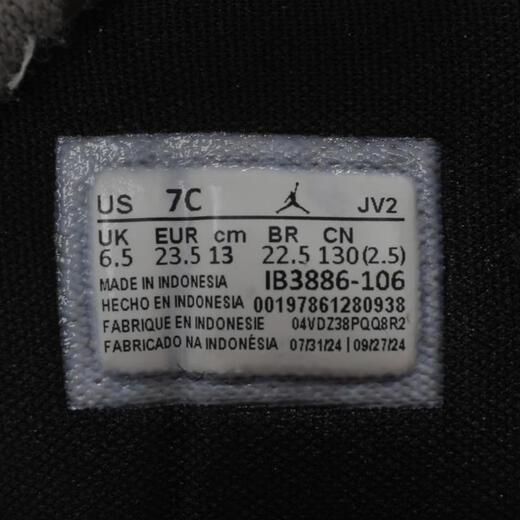 US 7C JV2
UK EUR cm BR CN
6.5 23.5 13 22.5 130(2.5)
MADE IN INDONESIA IB3886-106
HECHO EN INDONESIA 00197861280938
FABRIQUE EN INDONESIE 04VDZ38PQQ8R2
FABRICADO NA INDONÉSIA 07/31/24 | 09/27/24